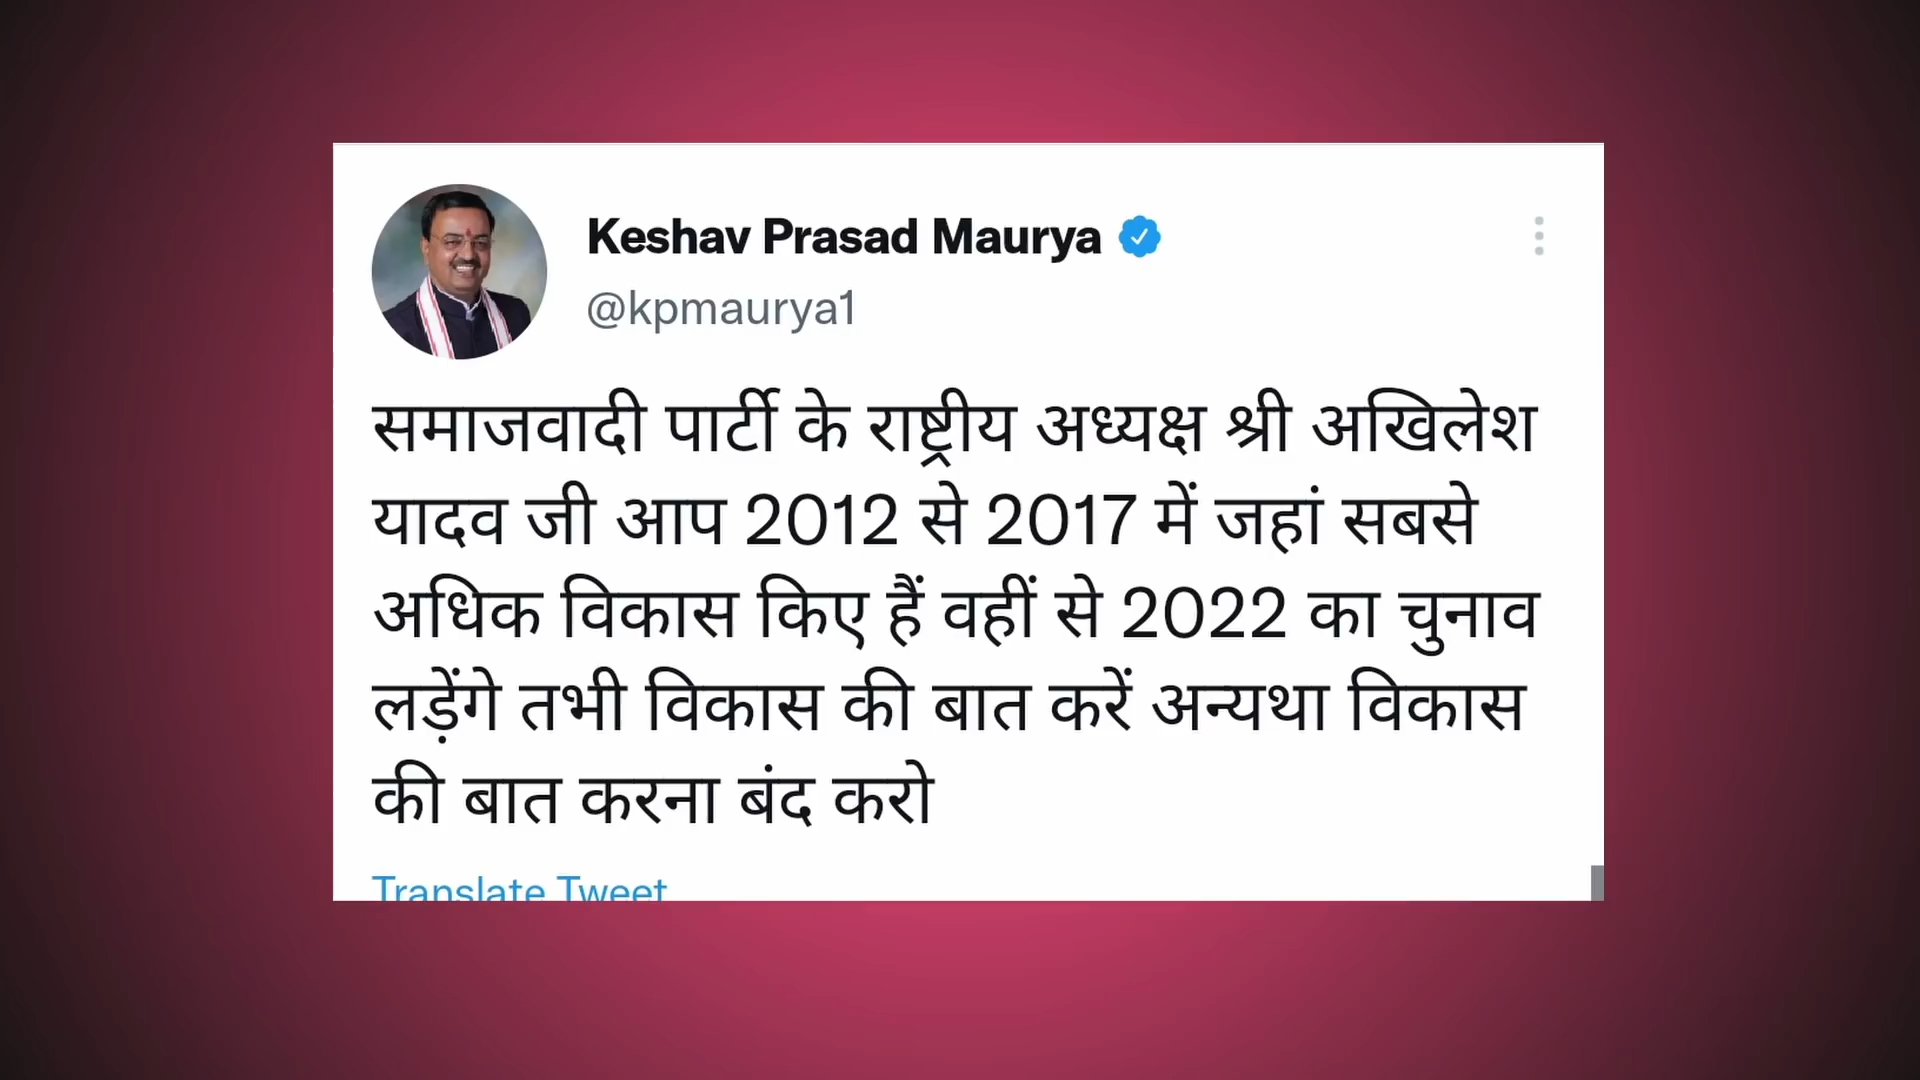 Keshav Prasad Maurya
@kpmaurya1
समाजवादी पार्टी के राष्ट्रीय अध्यक्ष श्री अखिलेश
यादव जी आप 2012 से 2017 में जहां सबसे
अधिक विकास किए हैं वहीं से 2022 का चुनाव
लड़ेंगे तभी विकास की बात करें अन्यथा विकास
की बात करना बंद करो
Translate Tweet